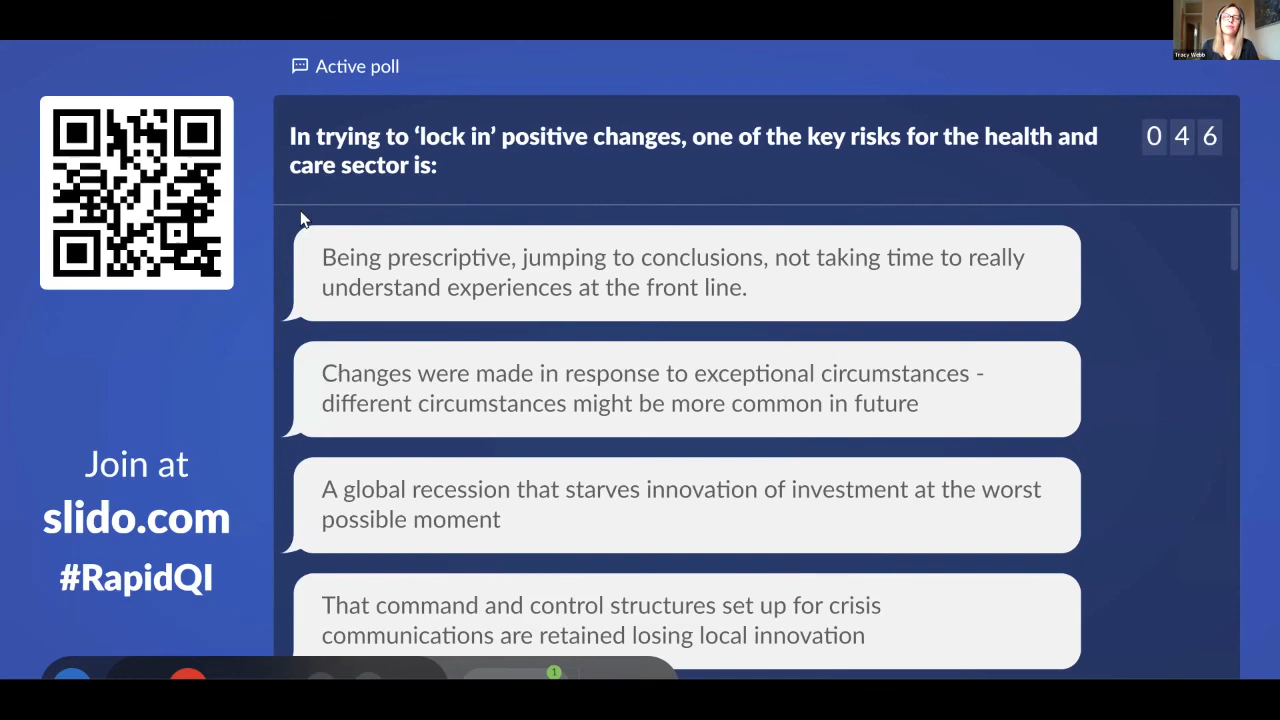 Tracy Webb
Active poll
In trying to ‘lock in’ positive changes, one of the key risks for the health and
care sector is:
0 4 6
Being prescriptive, jumping to conclusions, not taking time to really
understand experiences at the front line.
Changes were made in response to exceptional circumstances -
different circumstances might be more common in future
A global recession that starves innovation of investment at the worst
possible moment
That command and control structures set up for crisis
communications are retained losing local innovation
Join at
slido.com
#RapidQI
1